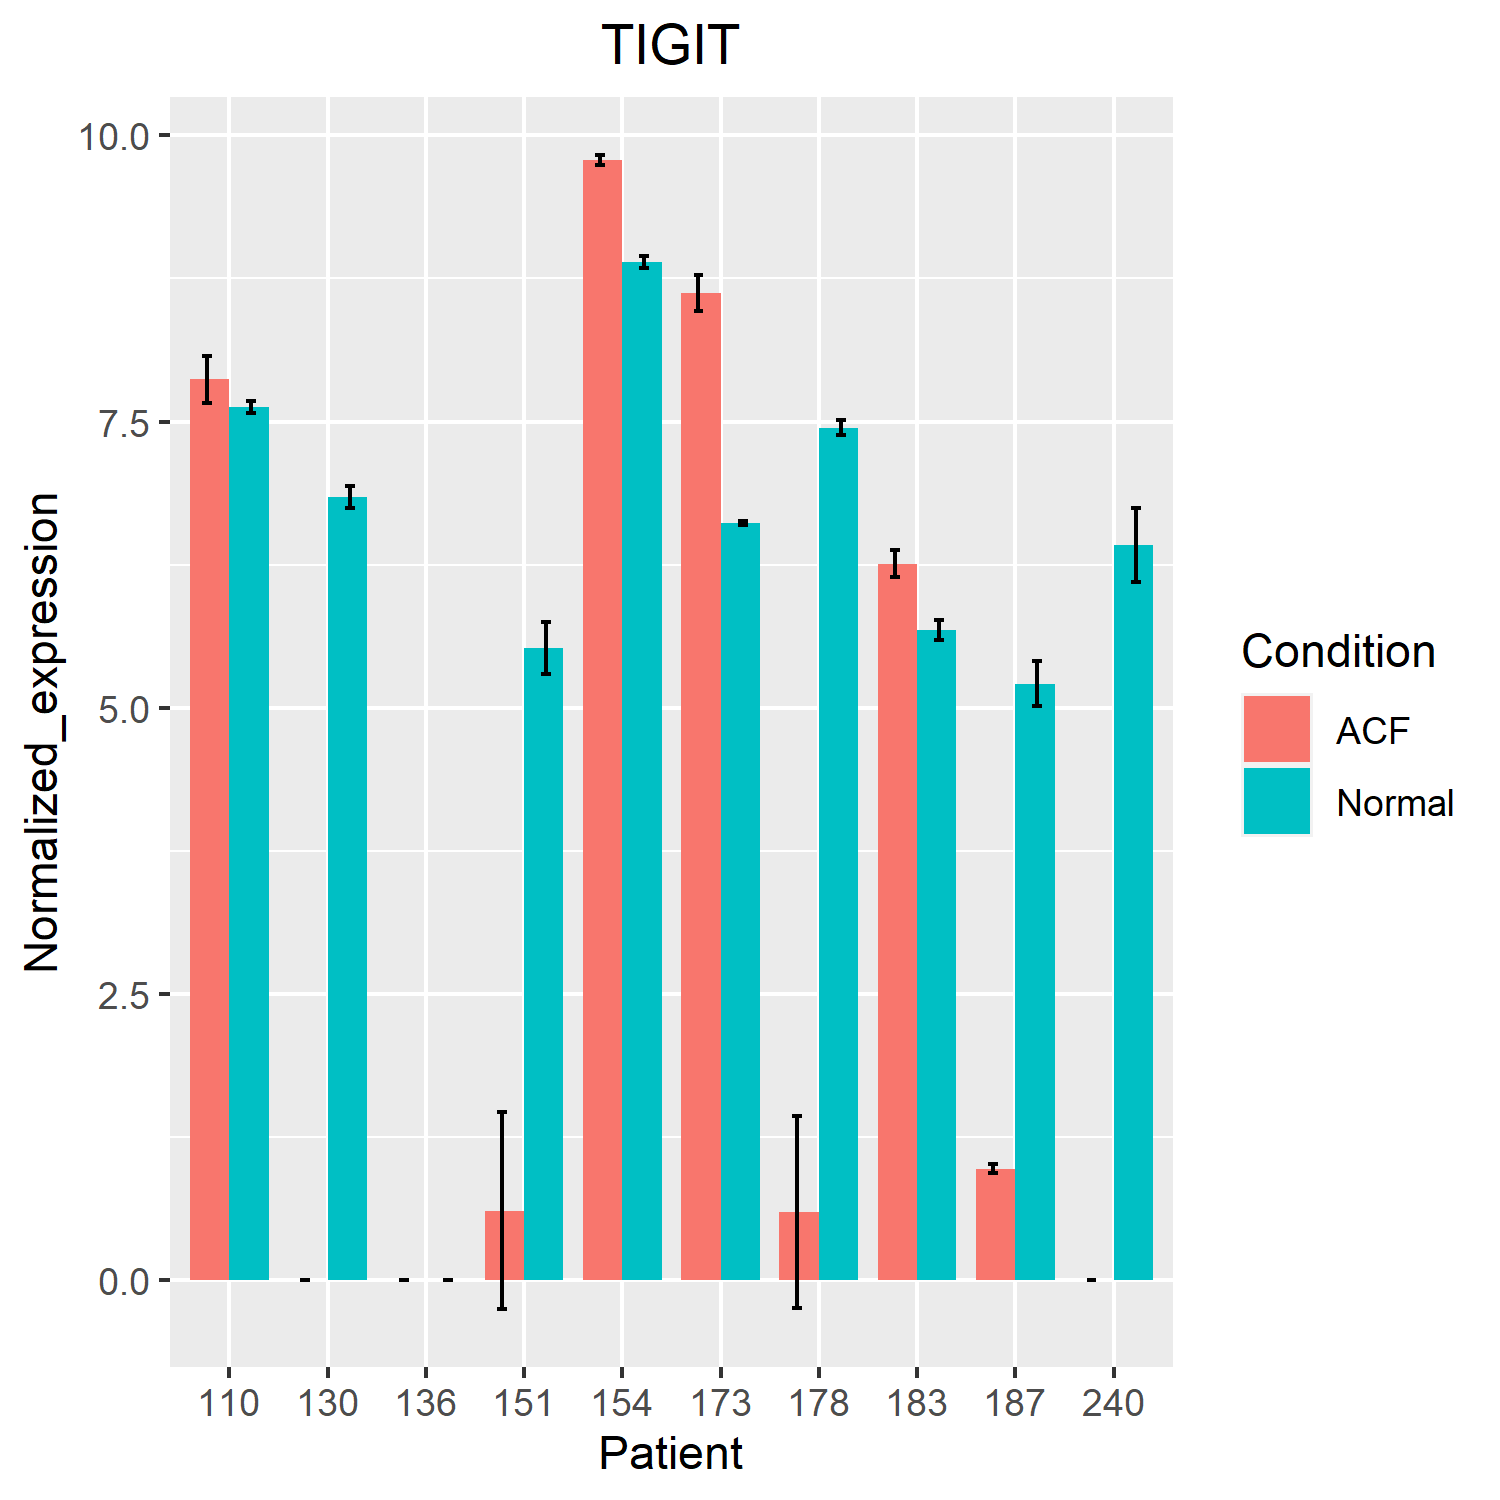 TIGIT
10.0
7.5
5.0
2.5
0.0
Normalized_expression
110 130 136 151 154 173 178 183 187 240
Patient
Condition
ACF
Normal